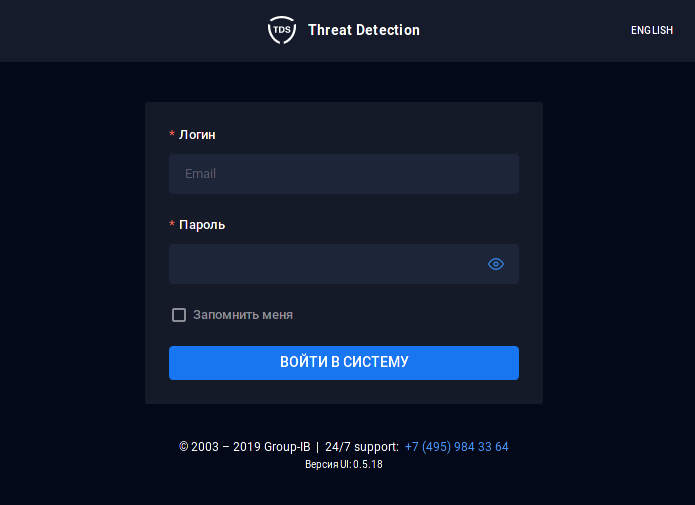 TDS Threat Detection
ENGLISH
* Логин
Email
* Пароль
Запомнить меня
ВОЙТИ В СИСТЕМУ
© 2003 – 2019 Group-IB | 24/7 support: +7 (495) 984 33 64
Версия UI: 0.5.18